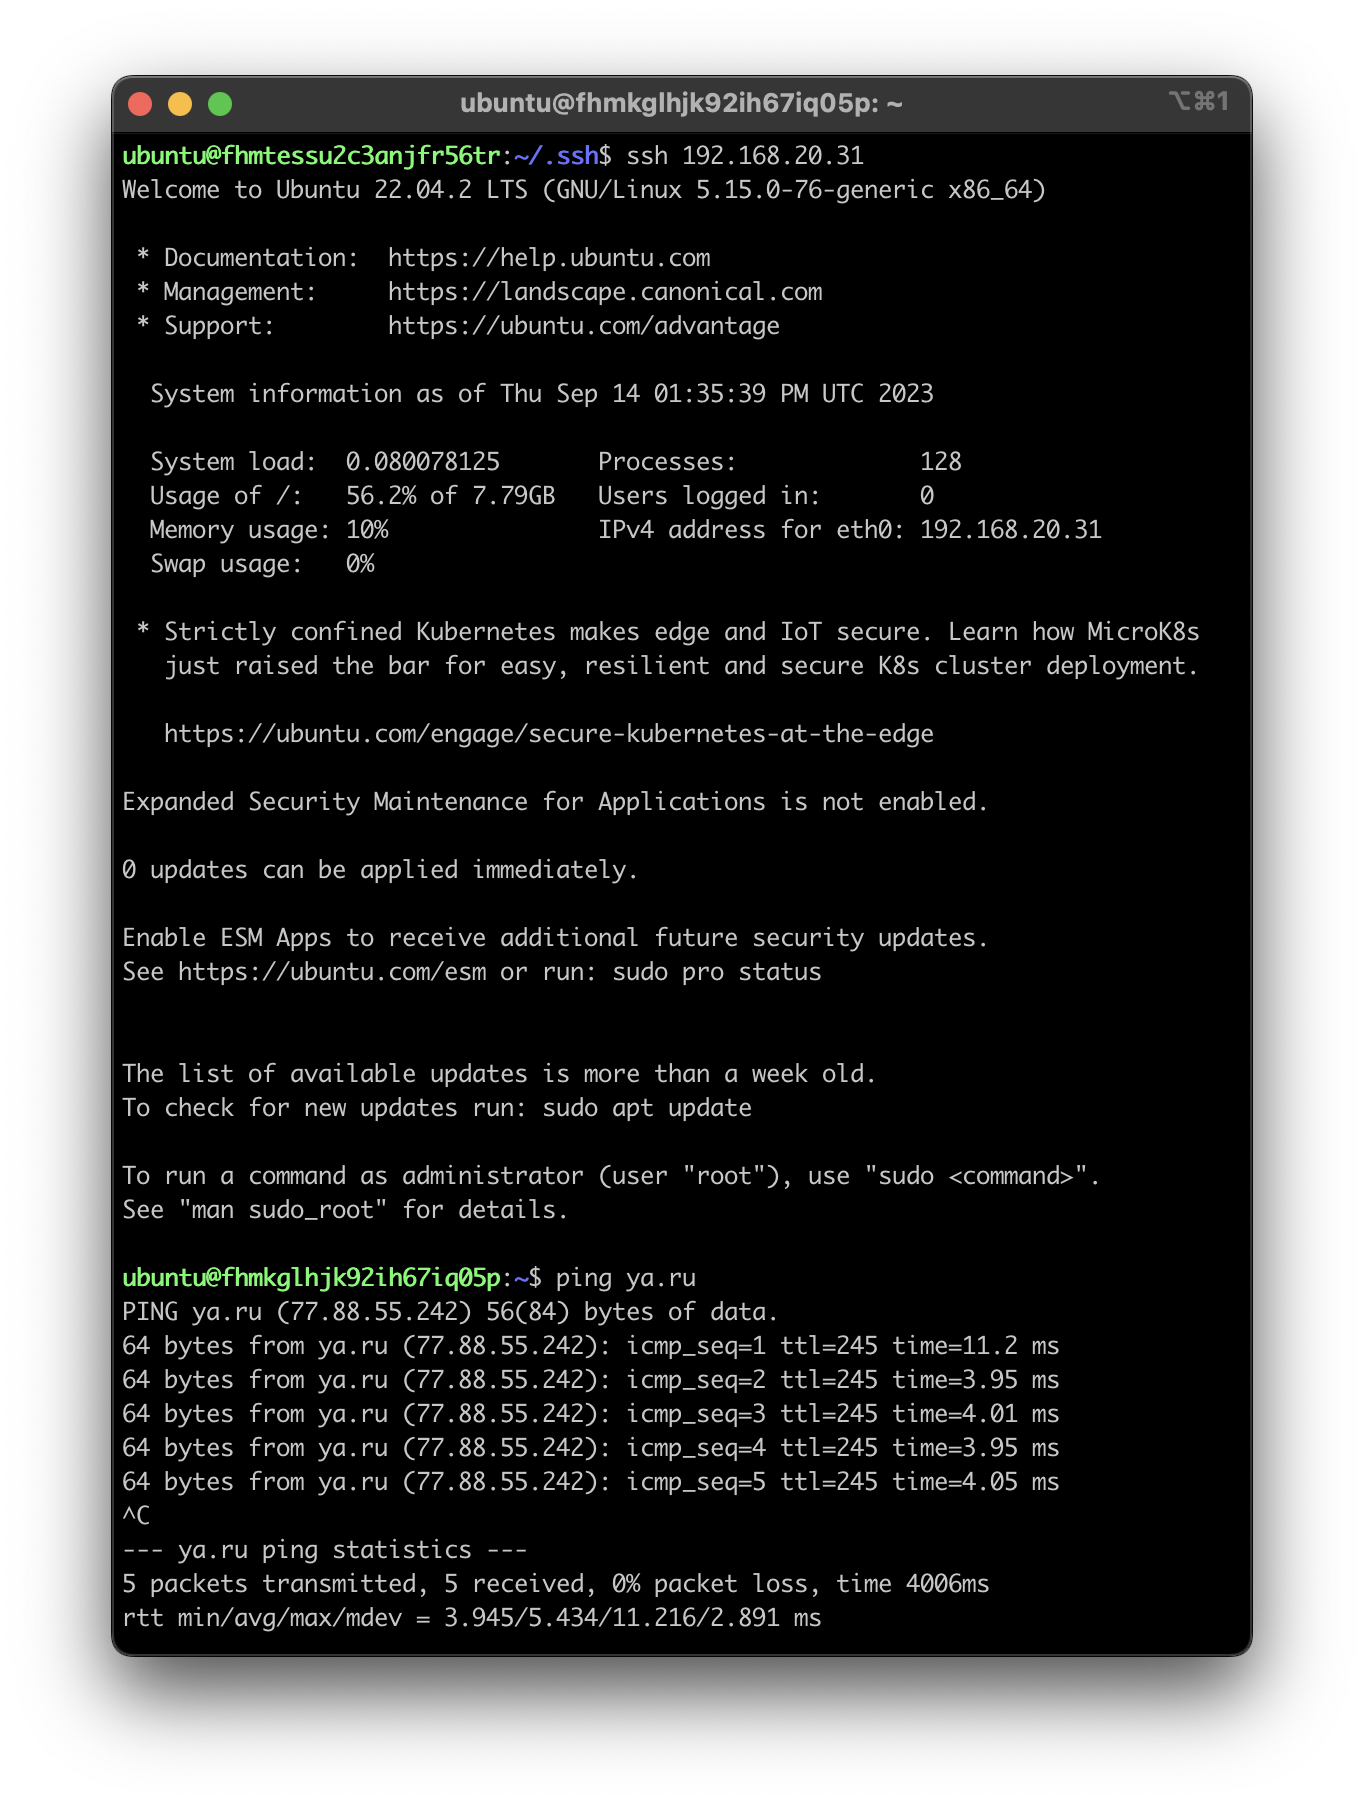 ubuntu@fhmkglhjk92ih67iq05p: ~ ⌥⌘1
ubuntu@fhmtessu2c3anjfr56tr:~/.ssh$ ssh 192.168.20.31
Welcome to Ubuntu 22.04.2 LTS (GNU/Linux 5.15.0-76-generic x86_64)
* Documentation:  https://help.ubuntu.com
* Management:     https://landscape.canonical.com
* Support:        https://ubuntu.com/advantage
System information as of Thu Sep 14 01:35:39 PM UTC 2023
System load:  0.080078125       Processes:             128
Usage of /:   56.2% of 7.79GB   Users logged in:       0
Memory usage: 10%               IPv4 address for eth0: 192.168.20.31
Swap usage:   0%
* Strictly confined Kubernetes makes edge and IoT secure. Learn how MicroK8s
just raised the bar for easy, resilient and secure K8s cluster deployment.
https://ubuntu.com/engage/secure-kubernetes-at-the-edge
Expanded Security Maintenance for Applications is not enabled.
0 updates can be applied immediately.
Enable ESM Apps to receive additional future security updates.
See https://ubuntu.com/esm or run: sudo pro status
The list of available updates is more than a week old.
To check for new updates run: sudo apt update
To run a command as administrator (user "root"), use "sudo <command>".
See "man sudo_root" for details.
ubuntu@fhmkglhjk92ih67iq05p:~$ ping ya.ru
PING ya.ru (77.88.55.242) 56(84) bytes of data.
64 bytes from ya.ru (77.88.55.242): icmp_seq=1 ttl=245 time=11.2 ms
64 bytes from ya.ru (77.88.55.242): icmp_seq=2 ttl=245 time=3.95 ms
64 bytes from ya.ru (77.88.55.242): icmp_seq=3 ttl=245 time=4.01 ms
64 bytes from ya.ru (77.88.55.242): icmp_seq=4 ttl=245 time=3.95 ms
64 bytes from ya.ru (77.88.55.242): icmp_seq=5 ttl=245 time=4.05 ms
^C
--- ya.ru ping statistics ---
5 packets transmitted, 5 received, 0% packet loss, time 4006ms
rtt min/avg/max/mdev = 3.945/5.434/11.216/2.891 ms